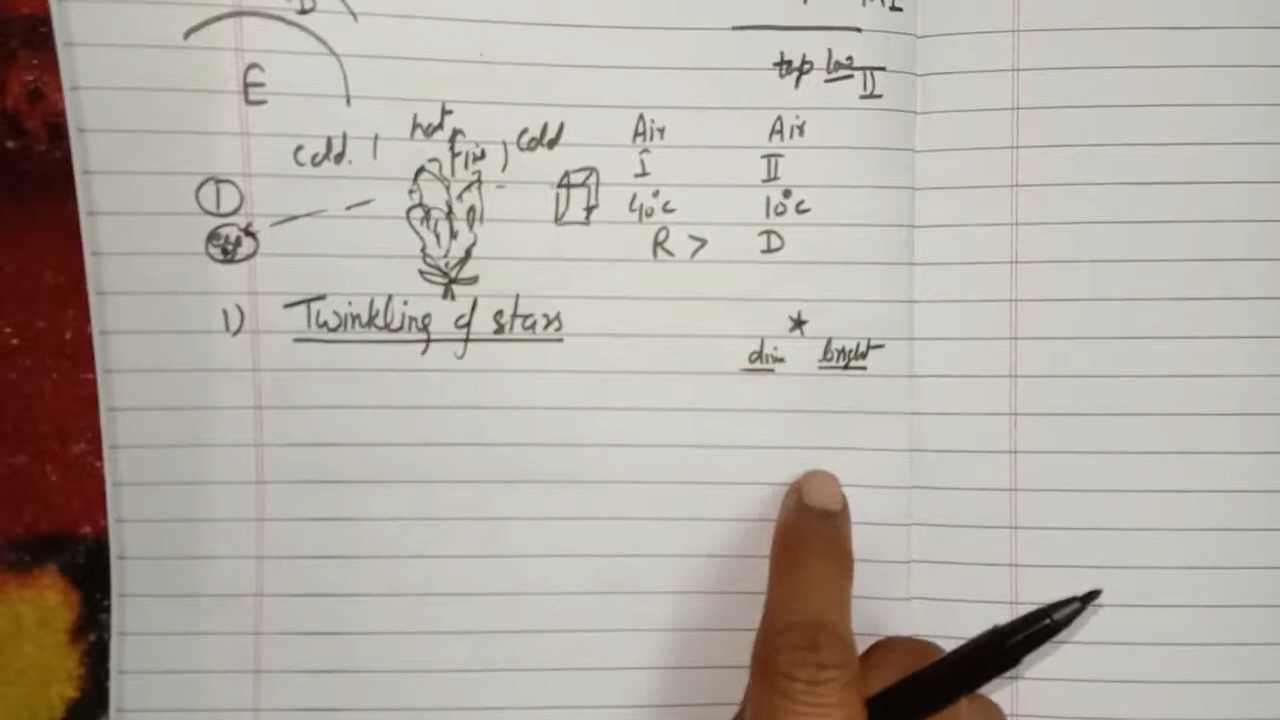 E
top low
II
hot
Cold. fire cold
Air Air
I II
40°C 10°C
R > D
1
eye
1) Twinkling of stars
dim bright